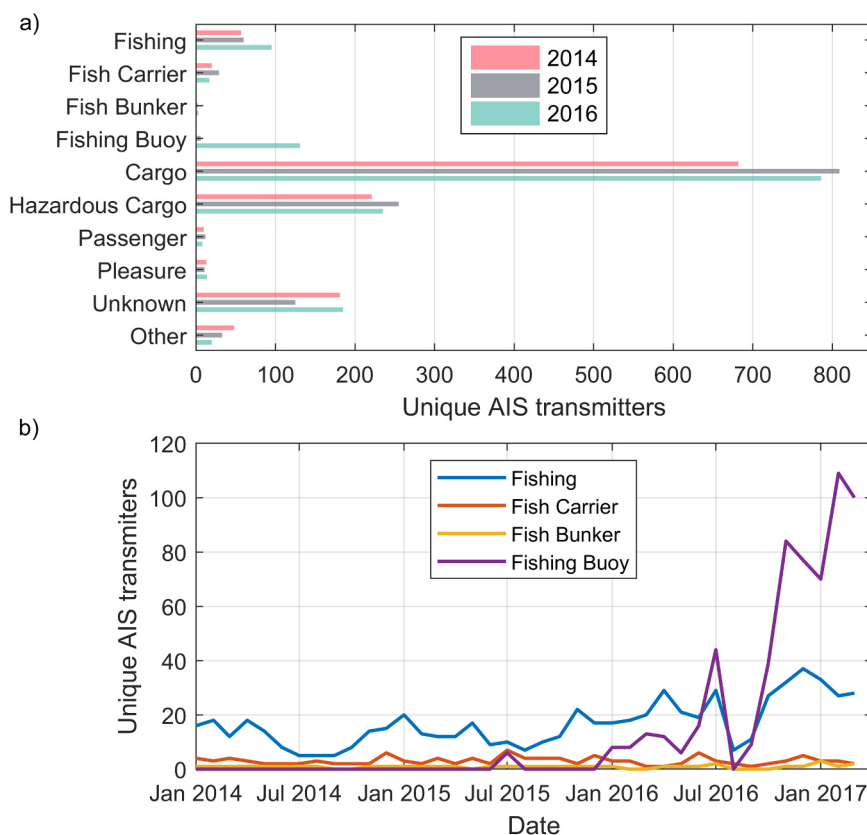 a)
Fishing
Fish Carrier
Fish Bunker
Fishing Buoy
Cargo
Hazardous Cargo
Passenger
Pleasure
Unknown
Other
2014
2015
2016
0 100 200 300 400 500 600 700 800
Unique AIS transmitters
b)
Unique AIS transmiters
120
100
80
60
40
20
0
Fishing
Fish Carrier
Fish Bunker
Fishing Buoy
Jan 2014 Jul 2014 Jan 2015 Jul 2015 Jan 2016 Jul 2016 Jan 2017
Date